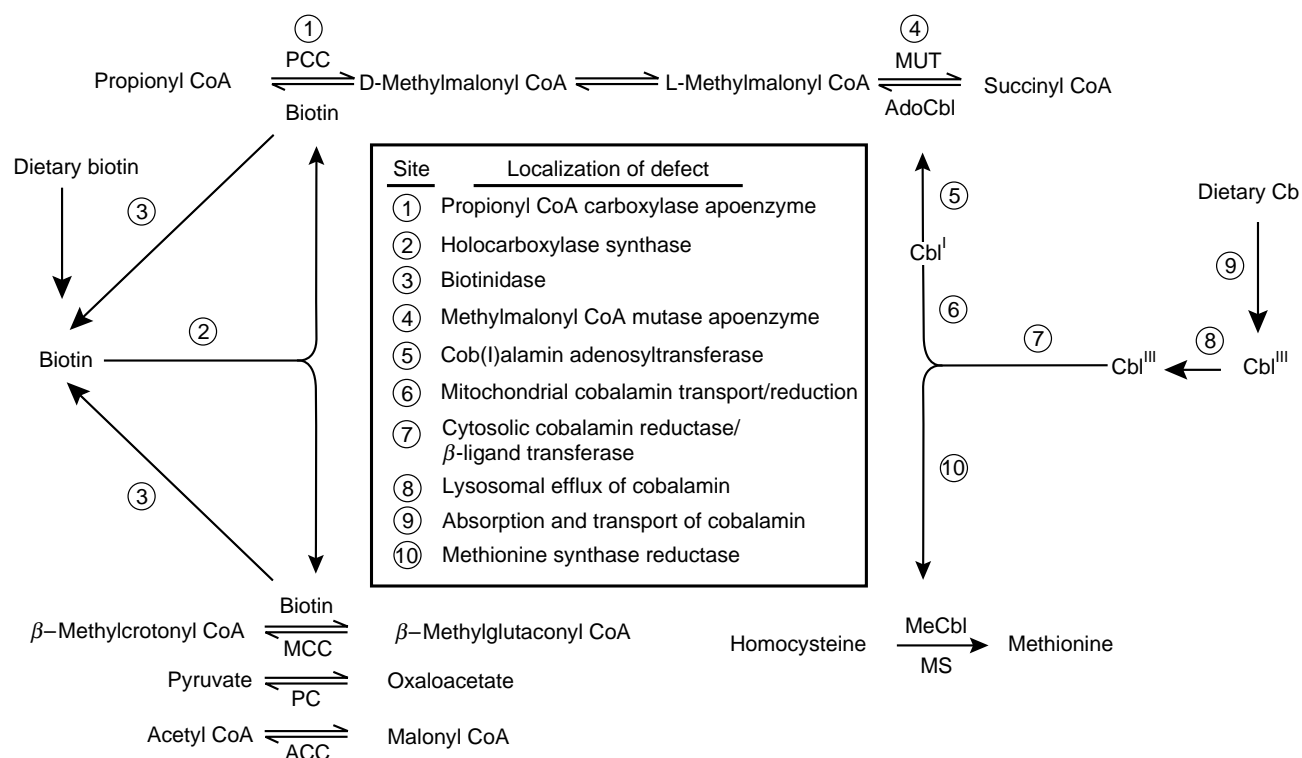 ①
④
PCC
MUT
Propionyl CoA
D-Methylmalonyl CoA
L-Methylmalonyl CoA
Succinyl CoA
Biotin
AdoCbl
Site
Localization of defect
① Propionyl CoA carboxylase apoenzyme
② Holocarboxylase synthase
③ Biotinidase
④ Methylmalonyl CoA mutase apoenzyme
⑤ Cob(I)alamin adenosyltransferase
⑥ Mitochondrial cobalamin transport/reduction
⑦ Cytosolic cobalamin reductase/
β-ligand transferase
⑧ Lysosomal efflux of cobalamin
⑨ Absorption and transport of cobalamin
⑩ Methionine synthase reductase
Dietary biotin
③
②
Biotin
③
⑤
Dietary Cb
Cbl^I
⑨
⑥
⑦
⑧
Cbl^III
Cbl^III
⑩
Biotin
β–Methylcrotonyl CoA
β–Methylglutaconyl CoA
MCC
Pyruvate
Oxaloacetate
PC
Acetyl CoA
Malonyl CoA
ACC
Homocysteine
MeCbl
Methionine
MS